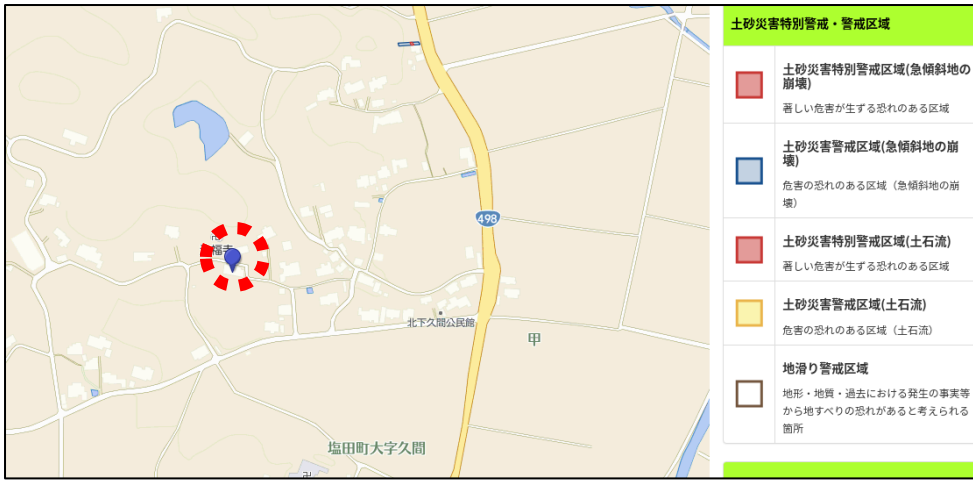 498
福寺
北下久間公民館
甲
塩田町大字久間
土砂災害特別警戒・警戒区域
土砂災害特別警戒区域(急傾斜地の
崩壊)
著しい危害が生ずる恐れのある区域
土砂災害警戒区域(急傾斜地の崩
壊)
危害の恐れのある区域（急傾斜地の崩
壊）
土砂災害特別警戒区域(土石流)
著しい危害が生ずる恐れのある区域
土砂災害警戒区域(土石流)
危害の恐れのある区域（土石流）
地滑り警戒区域
地形・地質・過去における発生の事実等
から地すべりの恐れがあると考えられる
箇所